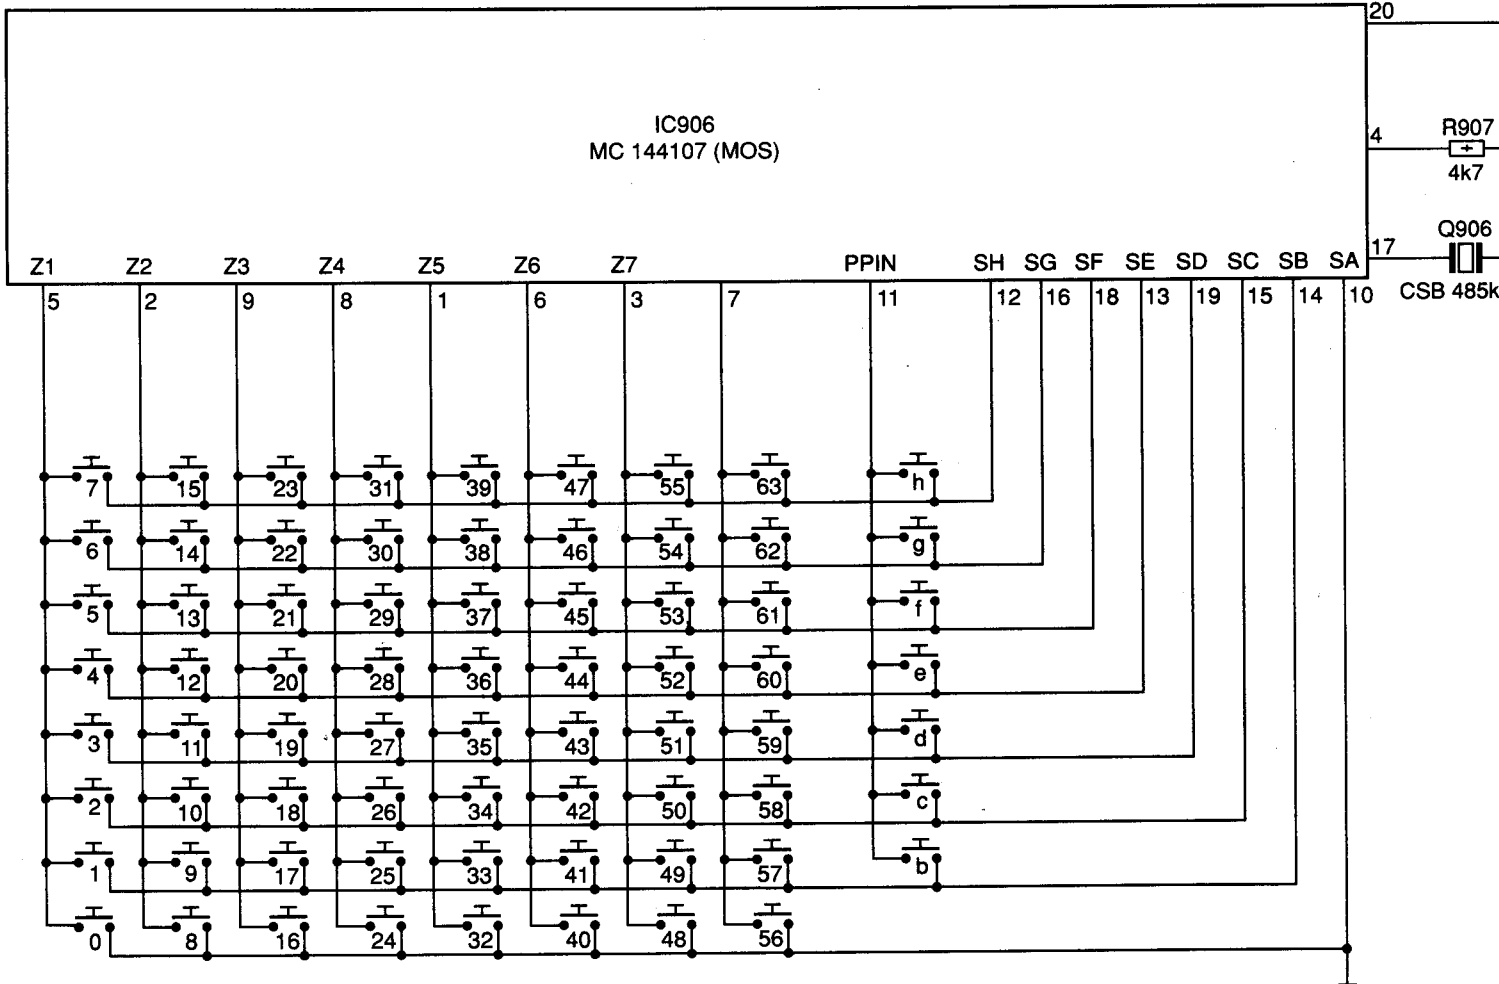 20
IC906
MC 144107 (MOS)
4
R907
4k7
Q906
17
CSB 485k
Z1 Z2 Z3 Z4 Z5 Z6 Z7 PPIN SH SG SF SE SD SC SB SA
5 2 9 8 1 6 3 7 11 12 16 18 13 19 15 14 10
7 15 23 31 39 47 55 63 h
6 14 22 30 38 46 54 62 g
5 13 21 29 37 45 53 61 f
4 12 20 28 36 44 52 60 e
3 11 19 27 35 43 51 59 d
2 10 18 26 34 42 50 58 c
1 9 17 25 33 41 49 57 b
0 8 16 24 32 40 48 56